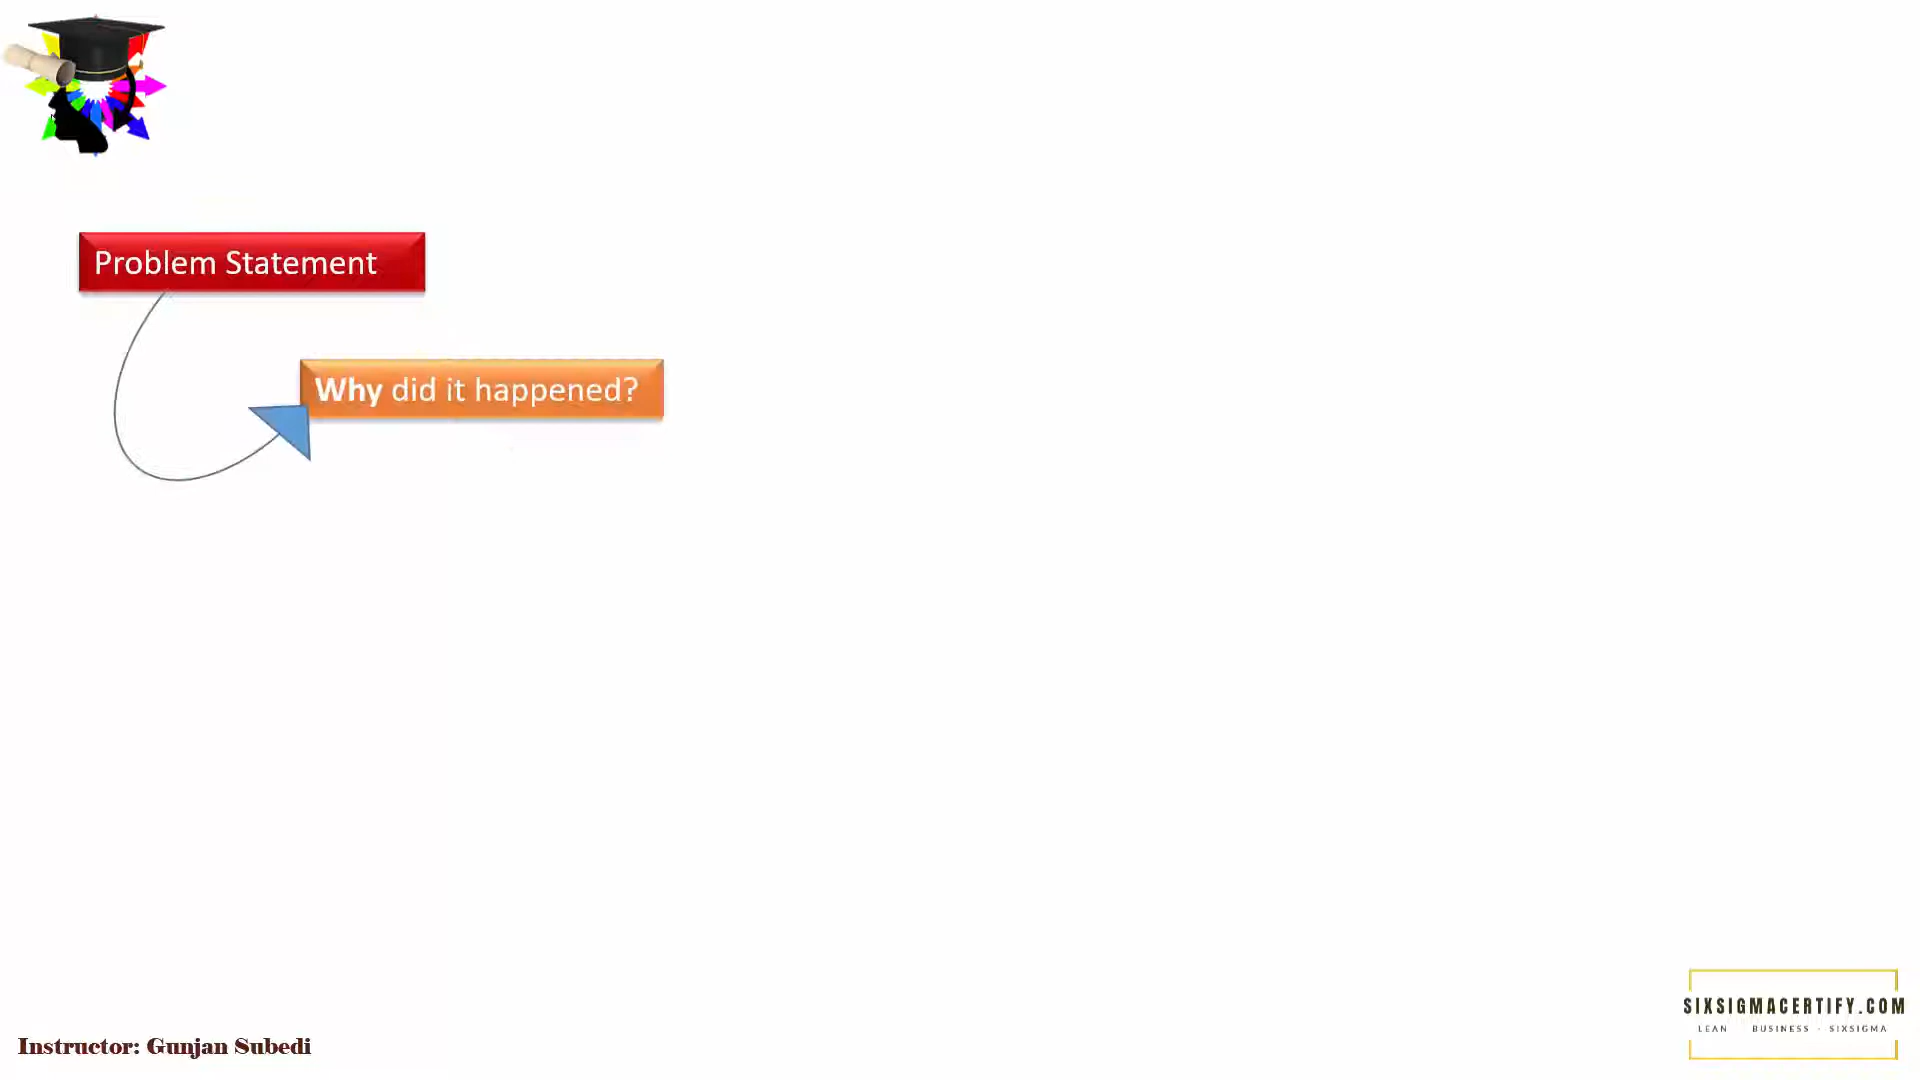 Problem Statement
Why did it happened?
Instructor: Gunjan Subedi
SIXSIGMACERTIFY.COM
LEAN BUSINESS - SIXSIGMA